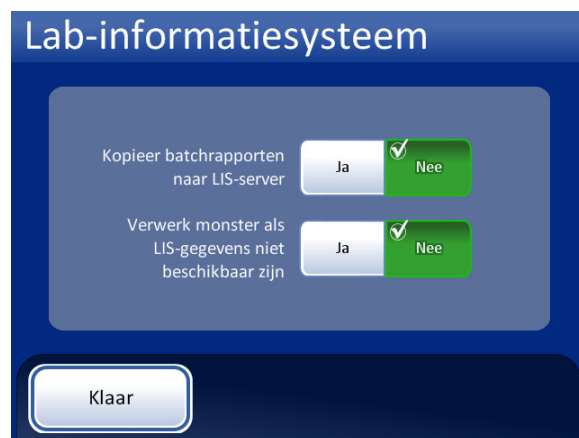 Lab-informatiesysteem
Kopieer batchrapporten
naar LIS-server
Ja
Nee
Verwerk monster als
LIS-gegevens niet
beschikbaar zijn
Ja
Nee
Klaar